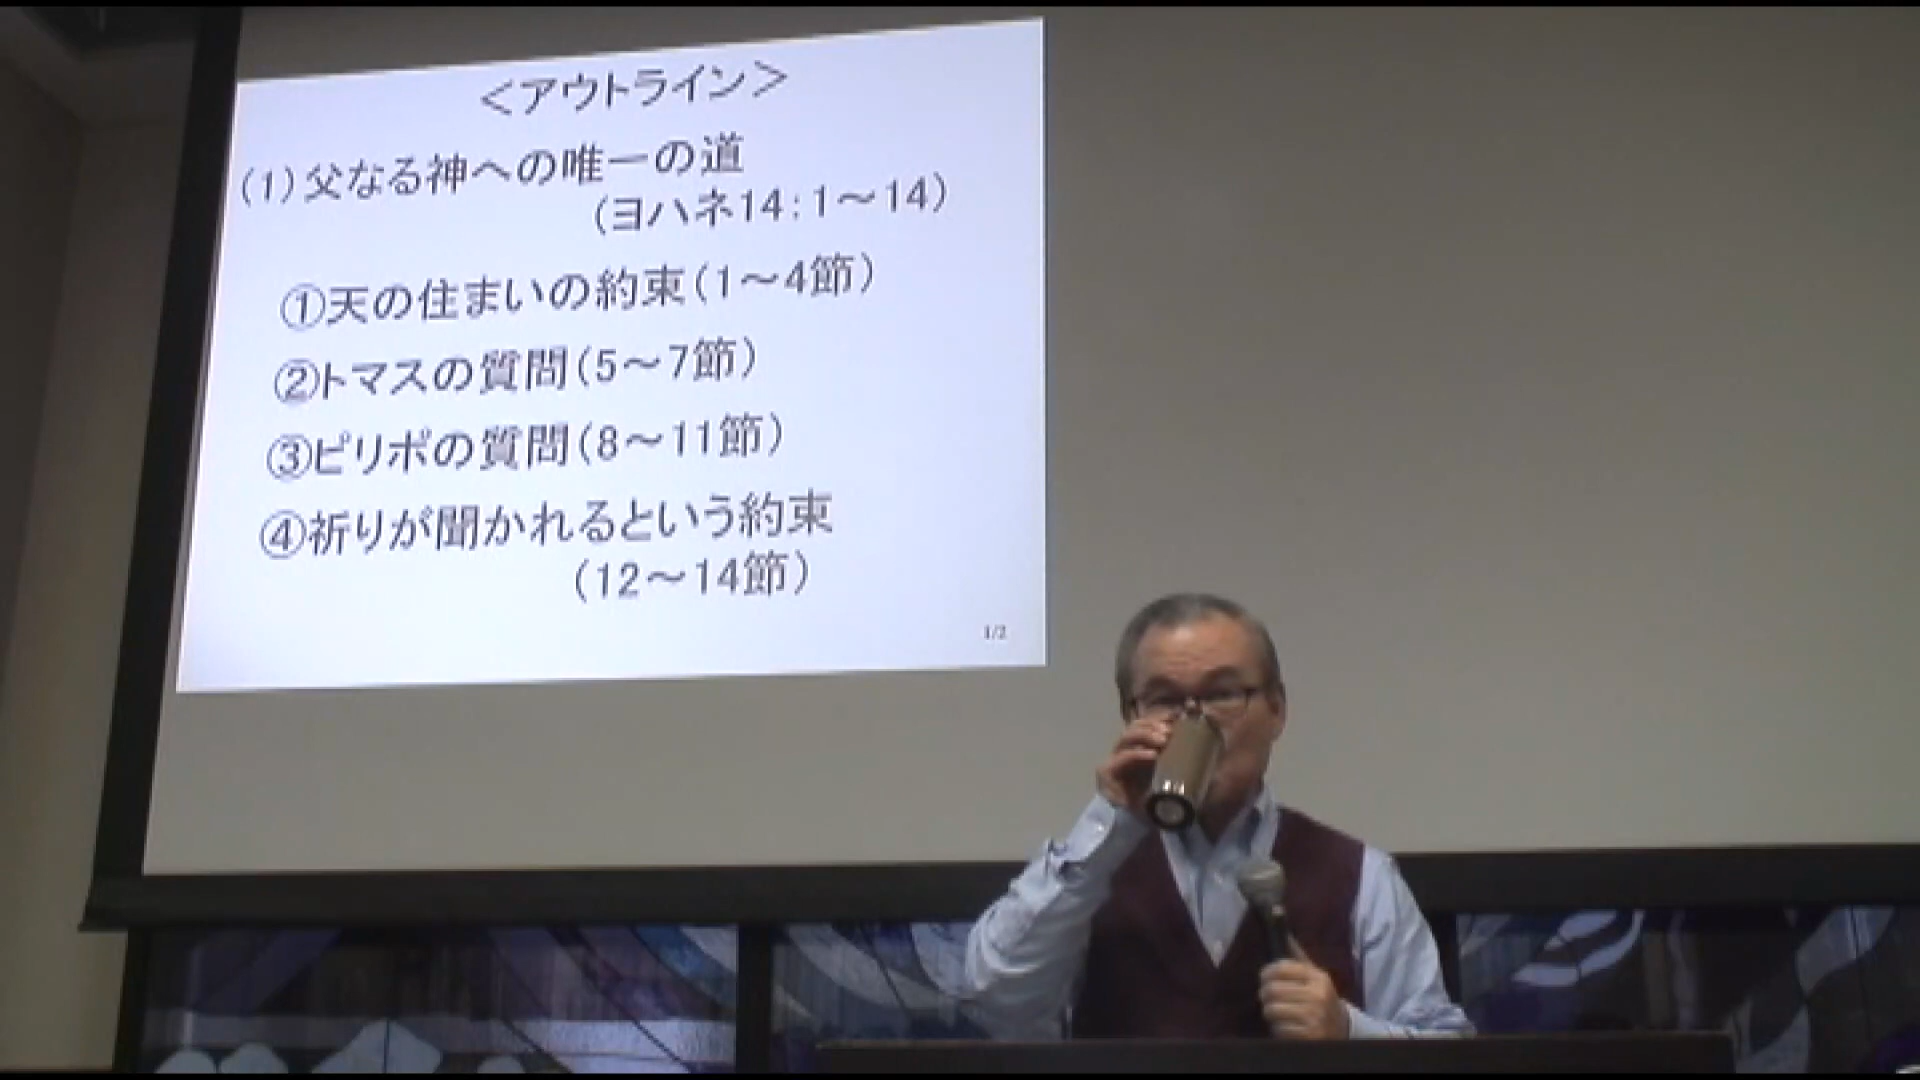 ＜アウトライン＞
(1)父なる神への唯一の道
(ヨハネ14：1～14)
①天の住まいの約束(1～4節)
②トマスの質問(5～7節)
③ピリポの質問(8～11節)
④祈りが聞かれるという約束
(12～14節)
1/2